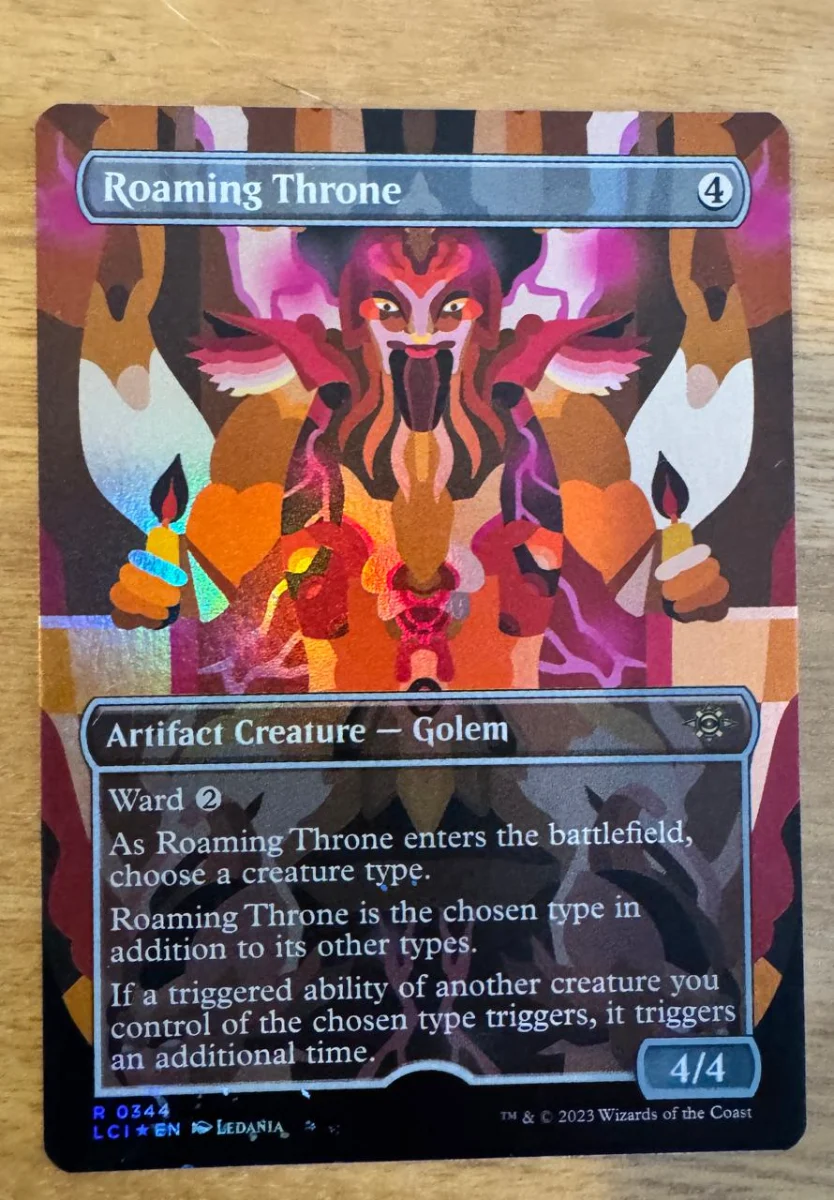 Roaming Throne 4
Artifact Creature — Golem
Ward 2
As Roaming Throne enters the battlefield,
choose a creature type.
Roaming Throne is the chosen type in
addition to its other types.
If a triggered ability of another creature you
control of the chosen type triggers, it triggers
an additional time.
4/4
R 0344
LCI★EN LEDANIA
™ & © 2023 Wizards of the Coast